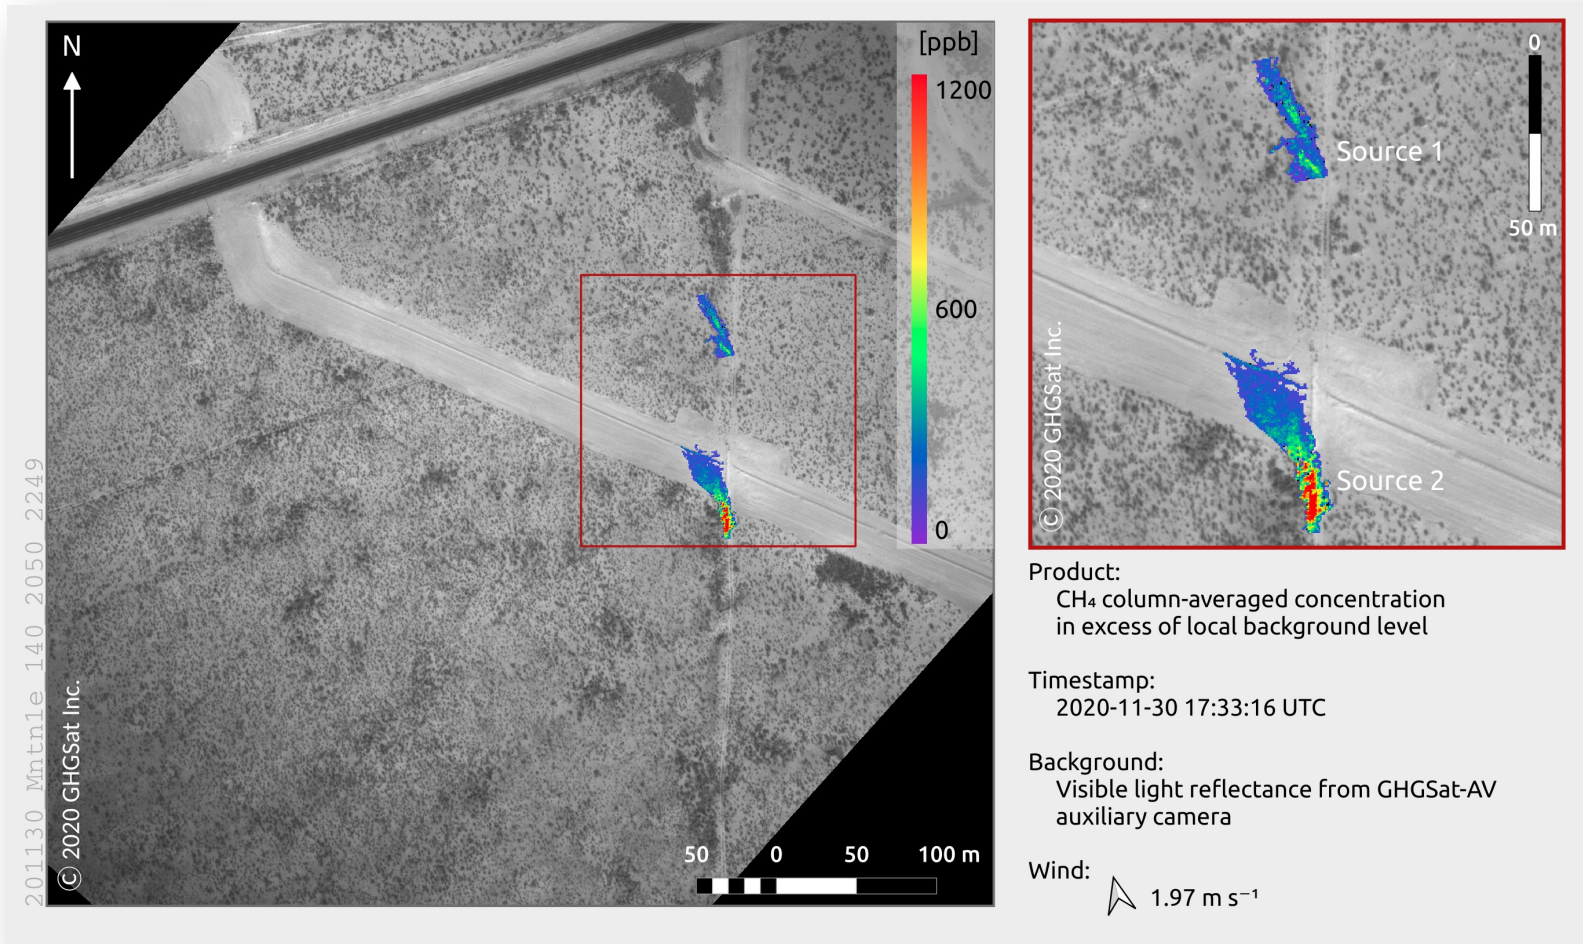 N
[ppb]
1200
600
0
50 0 50 100 m
© 2020 GHGSat Inc.
201130 Mntnle 140 2050 2249
0
50 m
Source 1
Source 2
© 2020 GHGSat Inc.
Product:
CH₄ column-averaged concentration
in excess of local background level
Timestamp:
2020-11-30 17:33:16 UTC
Background:
Visible light reflectance from GHGSat-AV
auxiliary camera
Wind:
1.97 m s⁻¹